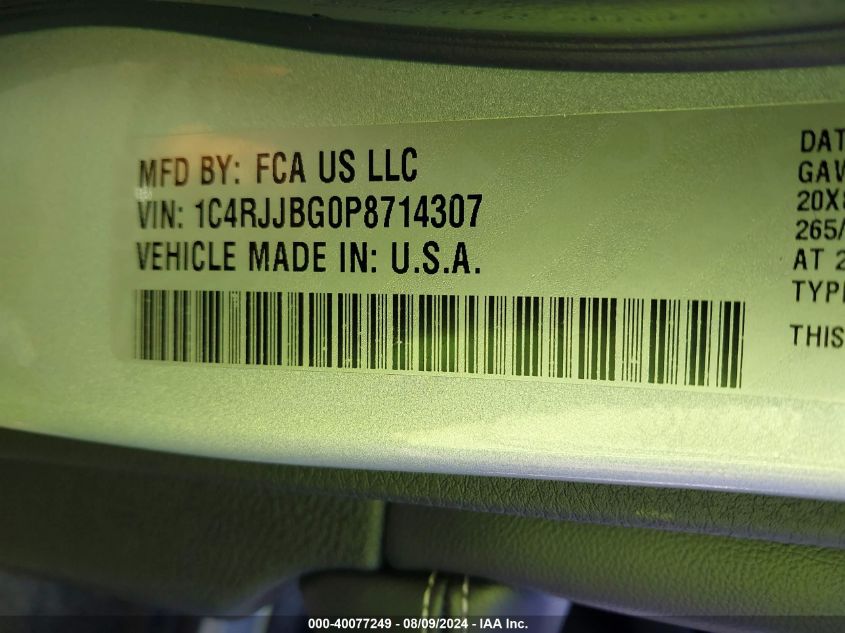 MFD BY: FCA US LLC
VIN: 1C4RJJBG0P8714307
VEHICLE MADE IN: U.S.A.
DAT
GAV
20X
265/
AT 2
TYP
THIS
000-40077249 - 08/09/2024 - IAA Inc.